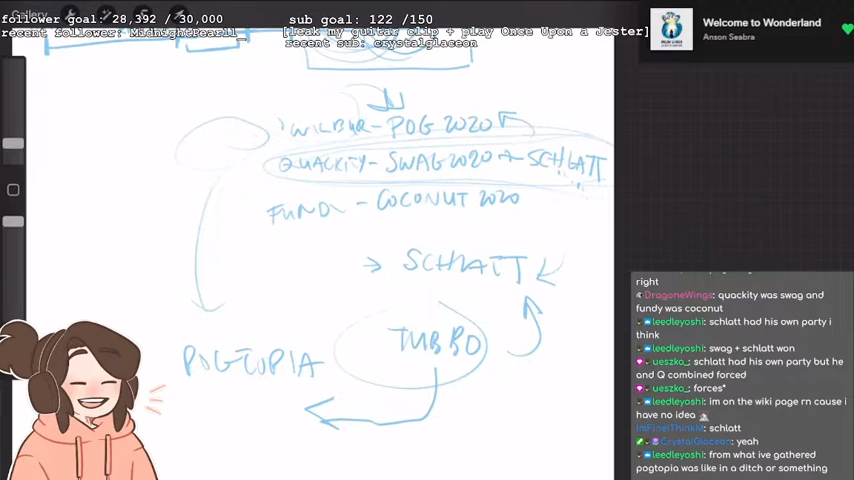 Gallery
follower goal: 28,392 / 30,000
sub goal: 122 /150
recent follower: MidnightPearll_
[leak my guitar clip + play Once Upon a Jester]
recent sub: crystalglaceon
Welcome to Wonderland
Anson Seabra
WILBUR - POG 2020
QUACKITY - SWAG 2020 + SCHLATT
FUNDY - COCONUT 2020
→ SCHLATT
TUBBO
POGTOPIA
right
DragoneWings: quackity was swag and
fundy was coconut
leedleyoshi: schlatt had his own party i
think
leedleyoshi: swag + schlatt won
ueszka_: schlatt had his own party but he
and Q combined forced
ueszka_: forces*
leedleyoshi: im on the wiki page rn cause i
have no idea
ImFineIThinkM: schlatt
CrystalGlaceon: yeah
leedleyoshi: from what ive gathered
pogtopia was like in a ditch or something